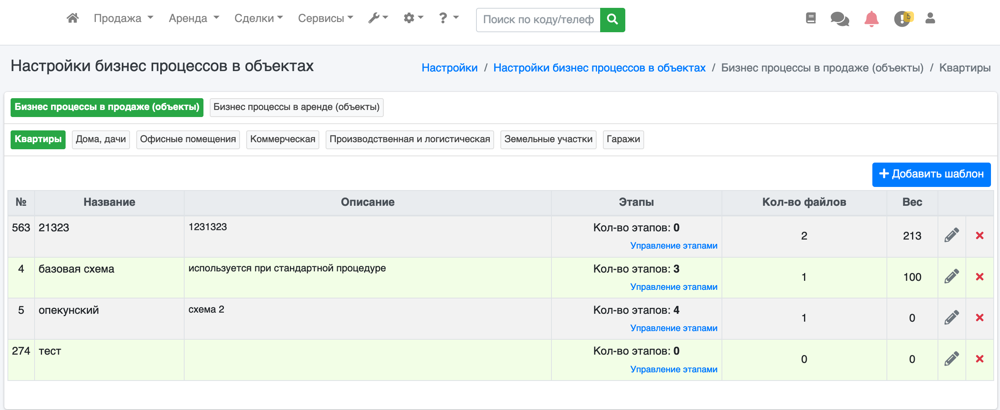 Продажа Аренда Сделки Сервисы Поиск по коду/телеф 5
Настройки бизнес процессов в объектах
Настройки / Настройки бизнес процессов в объектах / Бизнес процессы в продаже (объекты) / Квартиры
Бизнес процессы в продаже (объекты) Бизнес процессы в аренде (объекты)
Квартиры Дома, дачи Офисные помещения Коммерческая Производственная и логистическая Земельные участки Гаражи
Добавить шаблон
№ Название Описание Этапы Кол-во файлов Вес
563 21323 1231323 Кол-во этапов: 0 2 213
Управление этапами
4 базовая схема используется при стандартной процедуре Кол-во этапов: 3 1 100
Управление этапами
5 опекунский схема 2 Кол-во этапов: 4 1 0
Управление этапами
274 тест Кол-во этапов: 0 0 0
Управление этапами